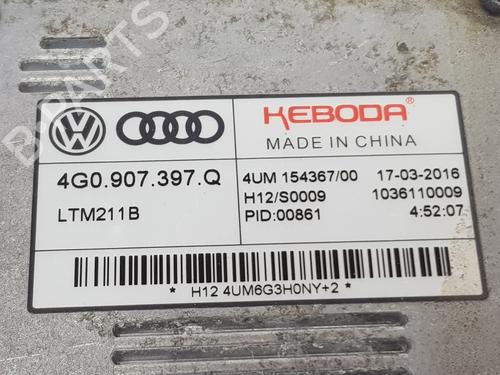 B-PARTS
KEBODA
MADE IN CHINA
4G0.907.397.Q
LTM211B
4UM 154367/00 17-03-2016
H12/S0009 1036110009
PID:00861 4:52:07
* H12 4UM6G3H0NY+2 *